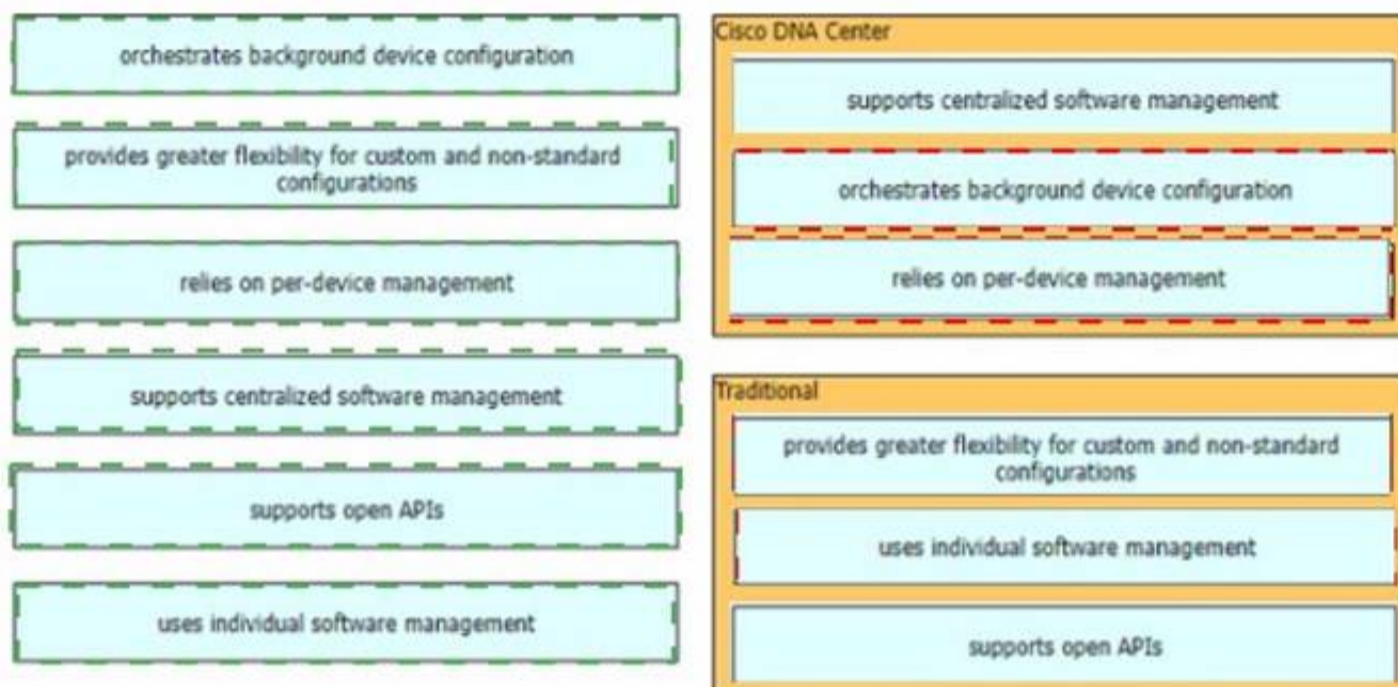 orchestrates background device configuration
provides greater flexibility for custom and non-standard
configurations
relies on per-device management
supports centralized software management
supports open APIs
uses individual software management
Cisco DNA Center
supports centralized software management
orchestrates background device configuration
relies on per-device management
Traditional
provides greater flexibility for custom and non-standard
configurations
uses individual software management
supports open APIs